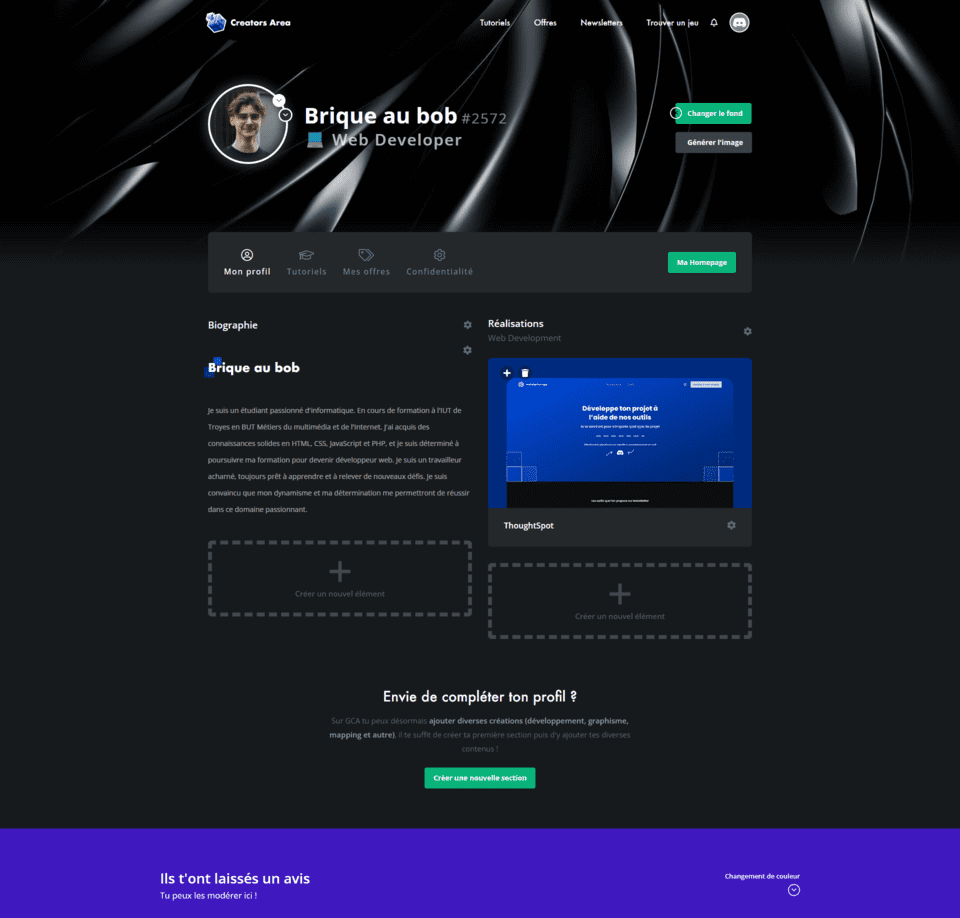 Creators Area
Tutoriels
Offres
Newsletters
Trouver un jeu
Brique au bob #2572
Web Developer
Changer le fond
Générer l'image
Mon profil
Tutoriels
Mes offres
Confidentialité
Ma Homepage
Biographie
Brique au bob
Je suis un étudiant passionné d'informatique. En cours de formation à l'IUT de
Troyes en BUT Métiers du multimédia et de l'Internet. J'ai acquis des
connaissances solides en HTML, CSS, JavaScript et PHP, et je suis déterminé à
poursuivre ma formation pour devenir développeur web. Je suis un travailleur
acharné, toujours prêt à apprendre et à relever de nouveaux défis. Je suis
convaincu que mon dynamisme et ma détermination me permettront de réussir
dans ce domaine passionnant.
Créer un nouvel élément
Réalisations
Web Development
Développe ton projet à
l'aide de nos outils
ThoughtSpot
Créer un nouvel élément
Envie de compléter ton profil ?
Sur GCA tu peux désormais ajouter diverses créations (développement, graphisme,
mapping et autre), il te suffit de créer ta première section puis d'y ajouter tes diverses
contenus !
Créer une nouvelle section
Ils t'ont laissés un avis
Tu peux les modérer ici !
Changement de couleur